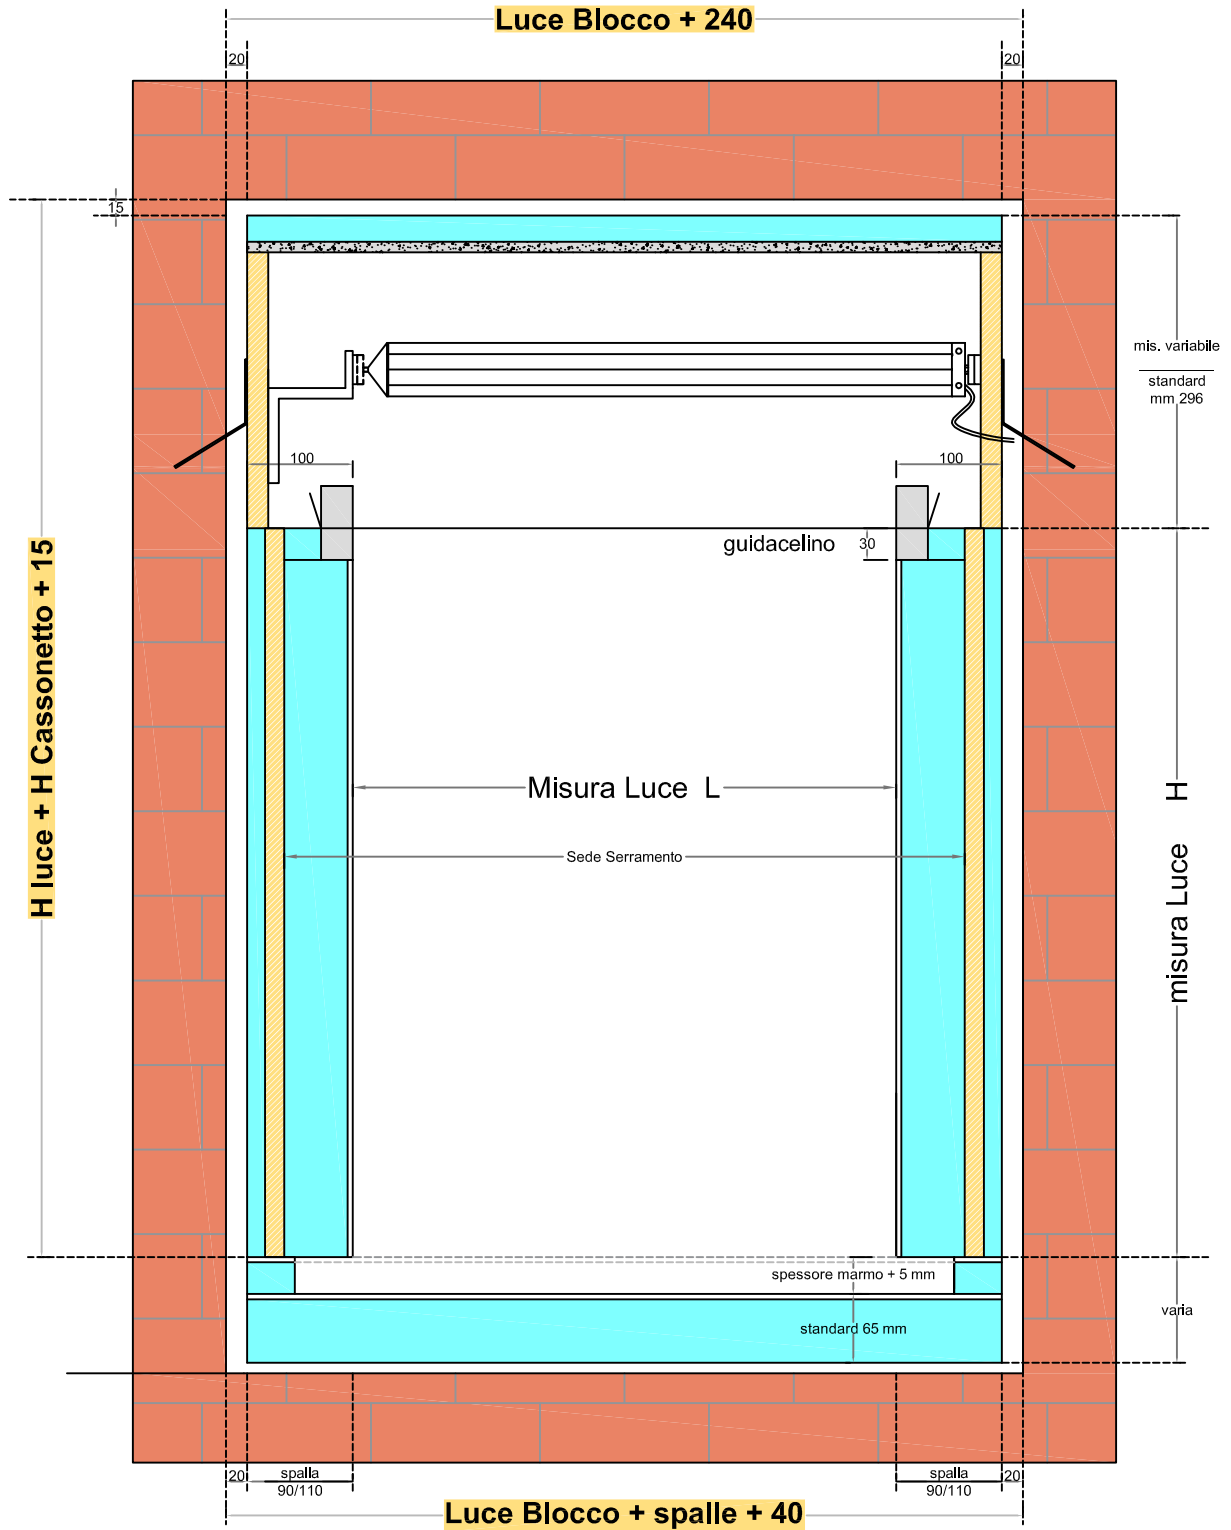 Luce Blocco + 240
20
20
15
mis. variabile
standard
mm 296
100
100
guidacelino
30
H luce + H Cassonetto + 15
Misura Luce L
misura Luce H
Sede Serramento
spessore marmo + 5 mm
varia
standard 65 mm
20
spalla
90/110
spalla
90/110
20
Luce Blocco + spalle + 40